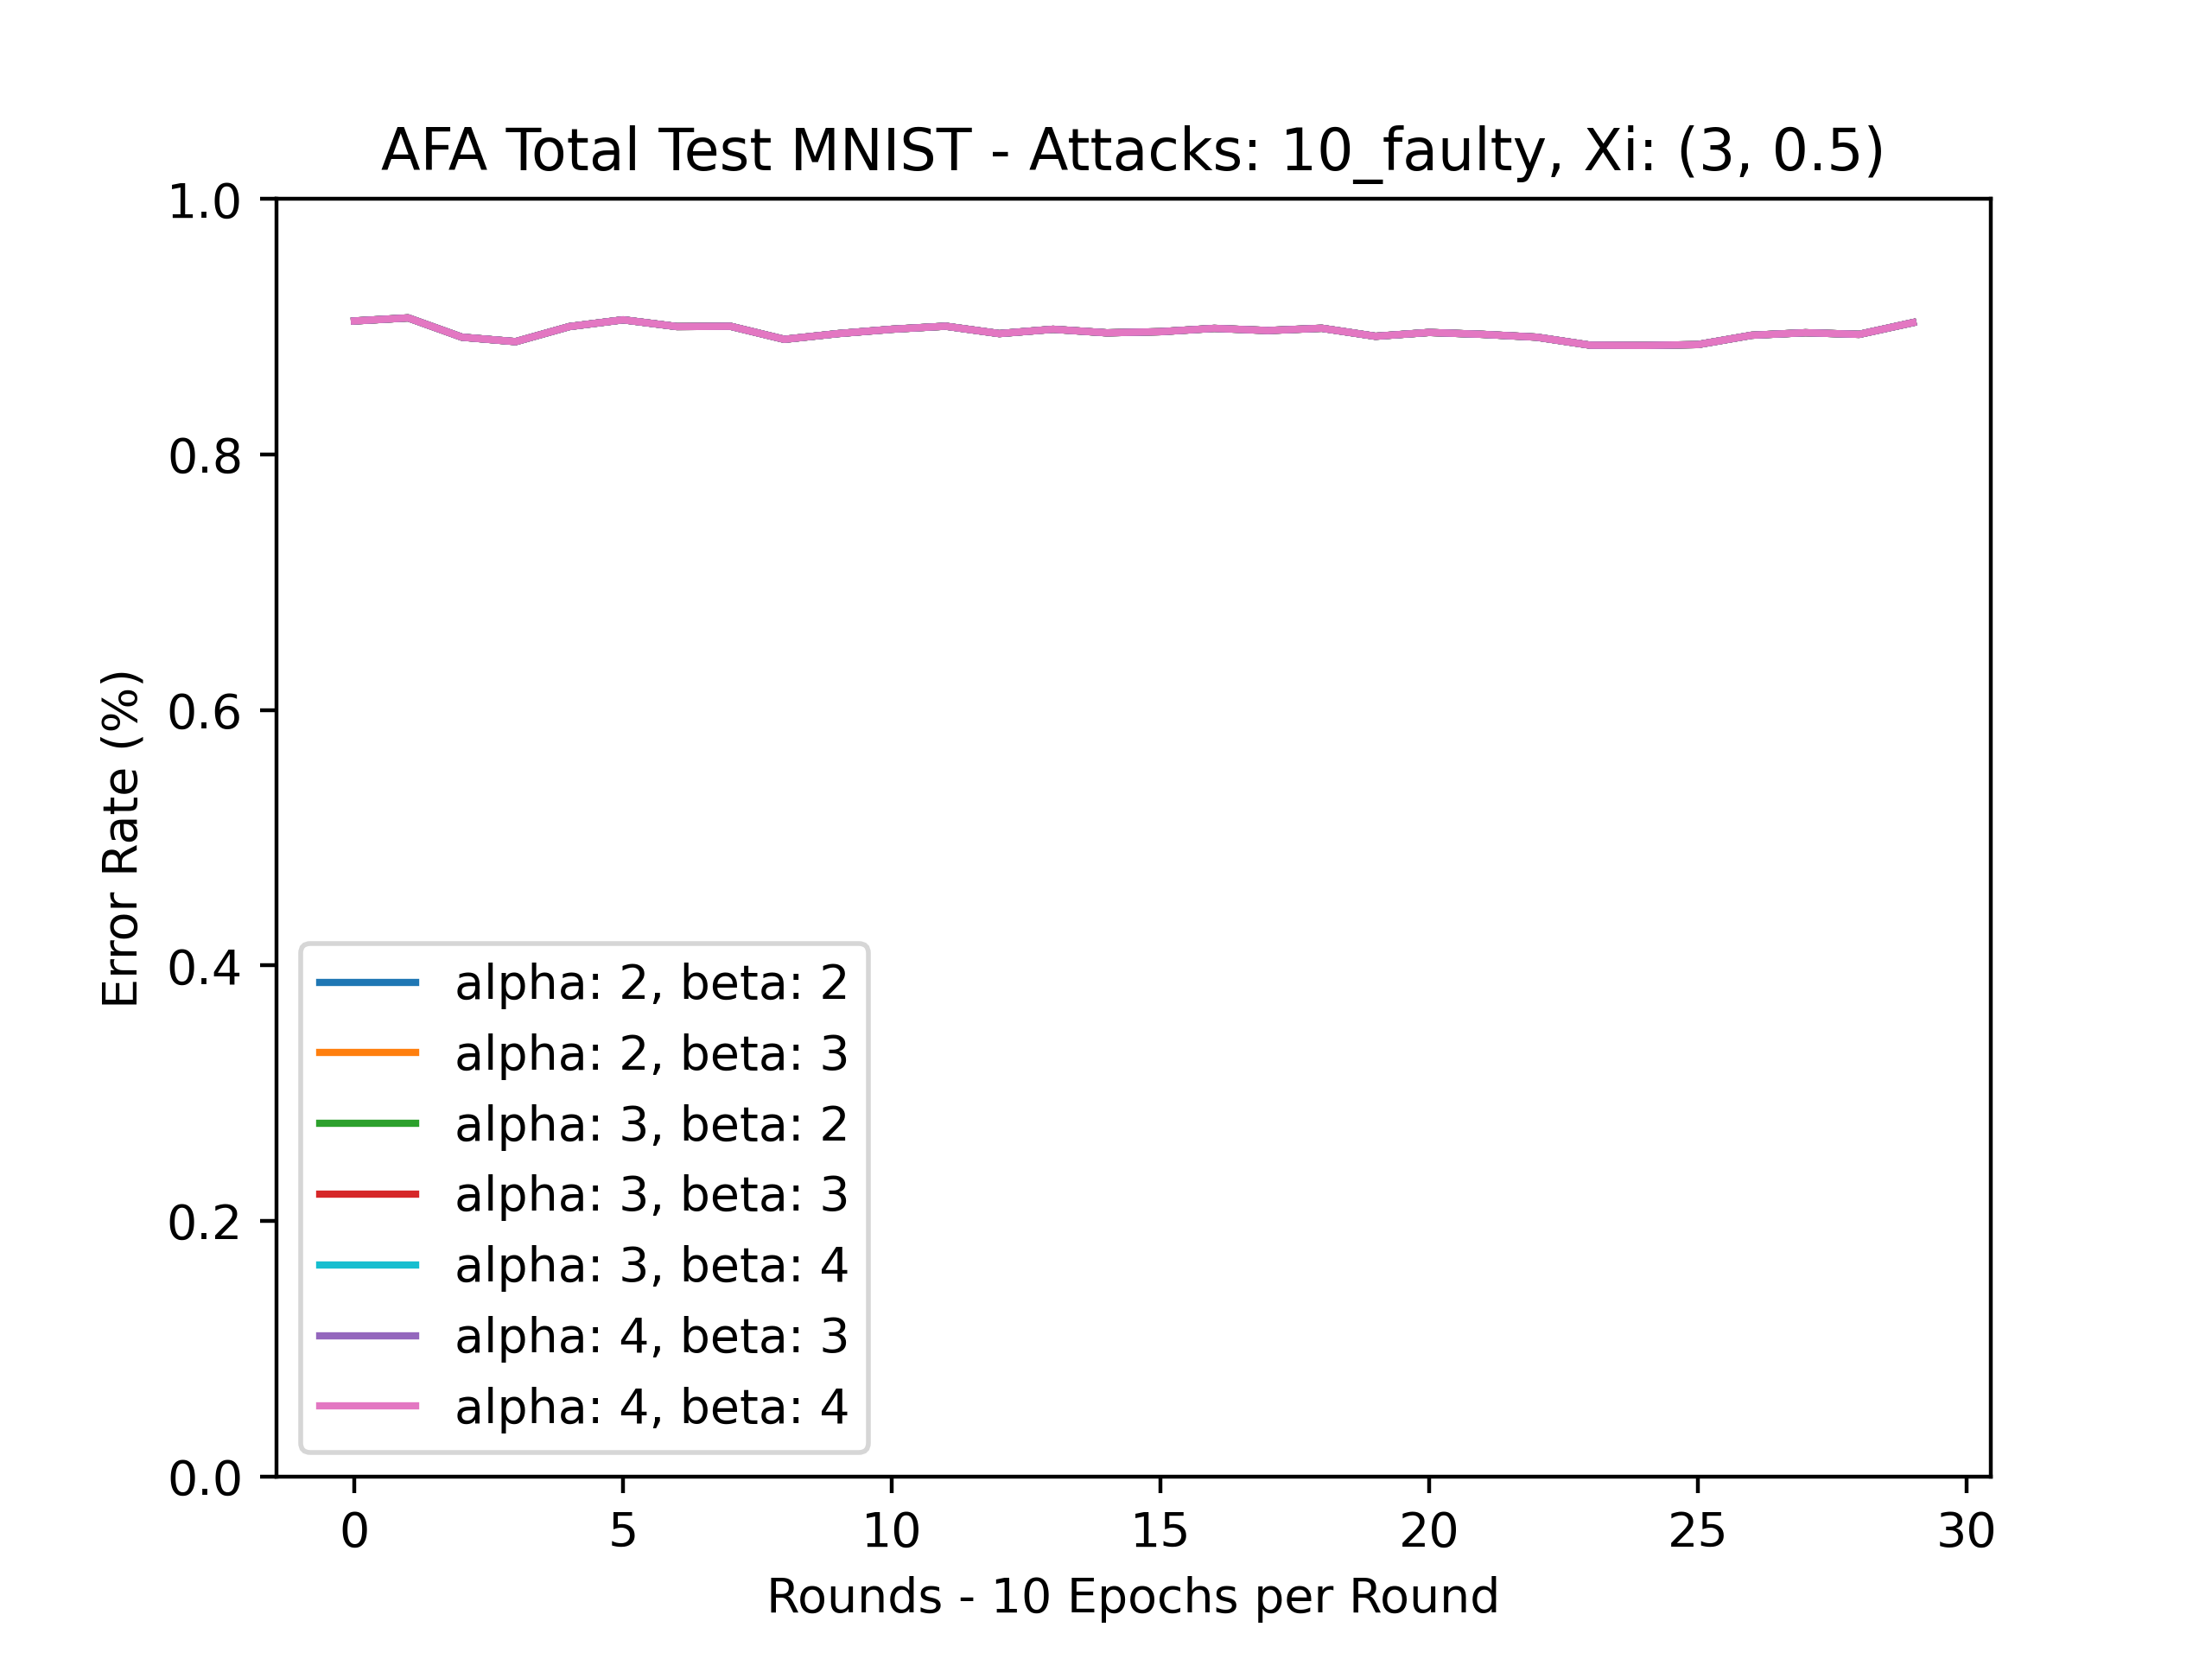 AFA Total Test MNIST - Attacks: 10_faulty, Xi: (3, 0.5)
1.0
0.8
0.6
0.4
0.2
0.0
Error Rate (%)
alpha: 2, beta: 2
alpha: 2, beta: 3
alpha: 3, beta: 2
alpha: 3, beta: 3
alpha: 3, beta: 4
alpha: 4, beta: 3
alpha: 4, beta: 4
0 5 10 15 20 25 30
Rounds - 10 Epochs per Round